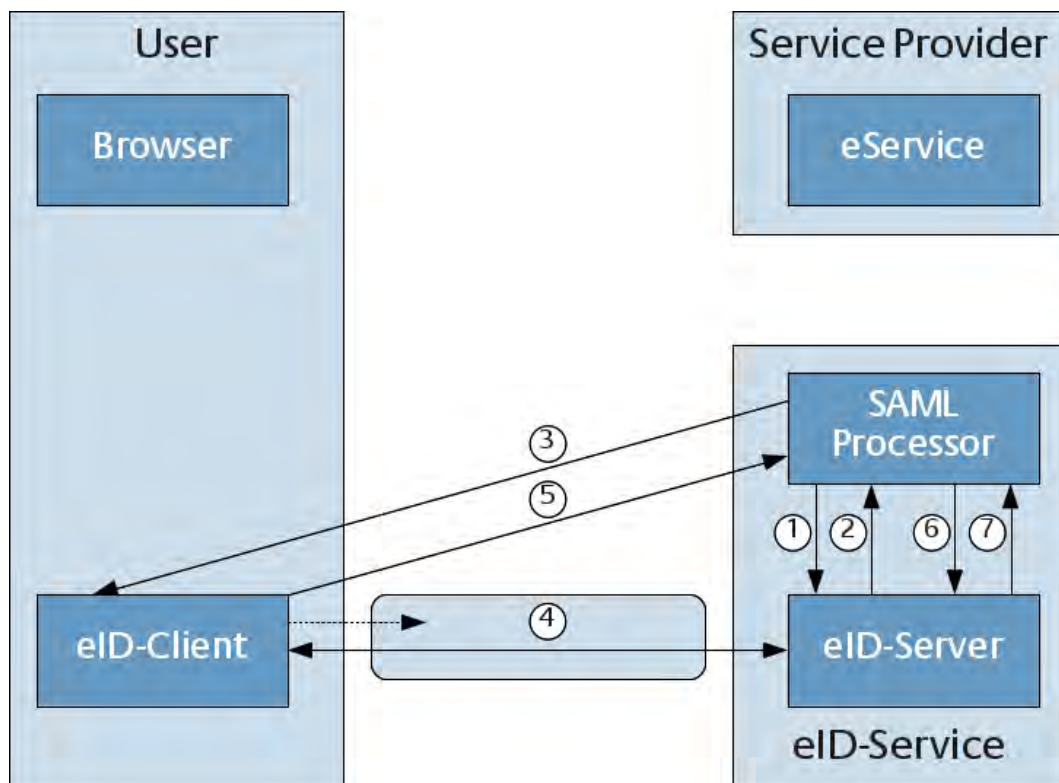 User
Service Provider
Browser
eService
SAML
Processor
3
5
1
2
6
7
4
eID-Client
eID-Server
eID-Service